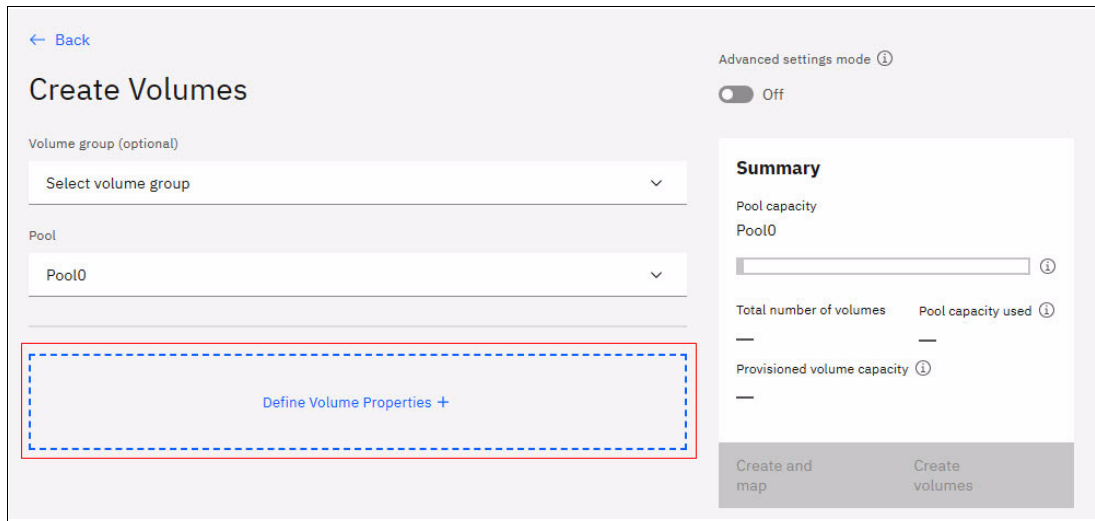 ← Back
Create Volumes
Volume group (optional)
Select volume group
Pool
Pool0
Define Volume Properties +
Advanced settings mode
Off
Summary
Pool capacity
Pool0
Total number of volumes
Pool capacity used
—
—
Provisioned volume capacity
—
Create and
map
Create
volumes